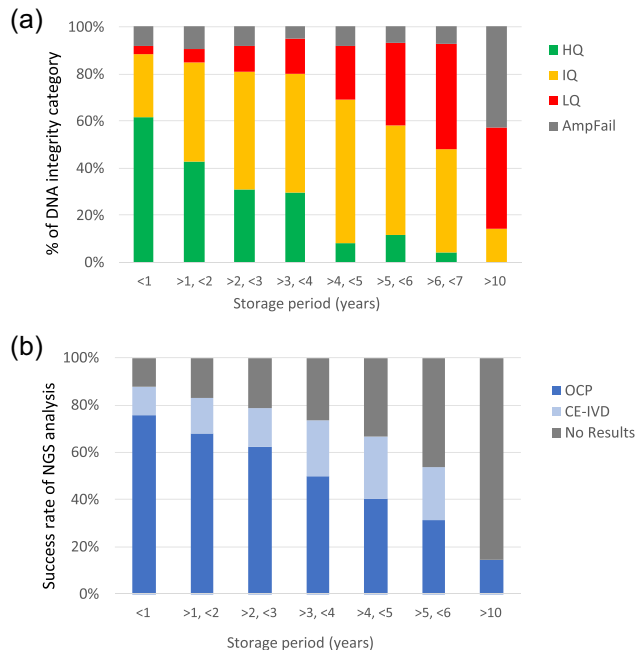 (a)
% of DNA integrity category
100%
80%
60%
40%
20%
0%
<1 >1, <2 >2, <3 >3, <4 >4, <5 >5, <6 >6, <7 >10
Storage period (years)
HQ
IQ
LQ
AmpFail
(b)
Success rate of NGS analysis
100%
80%
60%
40%
20%
0%
<1 >1, <2 >2, <3 >3, <4 >4, <5 >5, <6 >10
Storage period (years)
OCP
CE-IVD
No Results